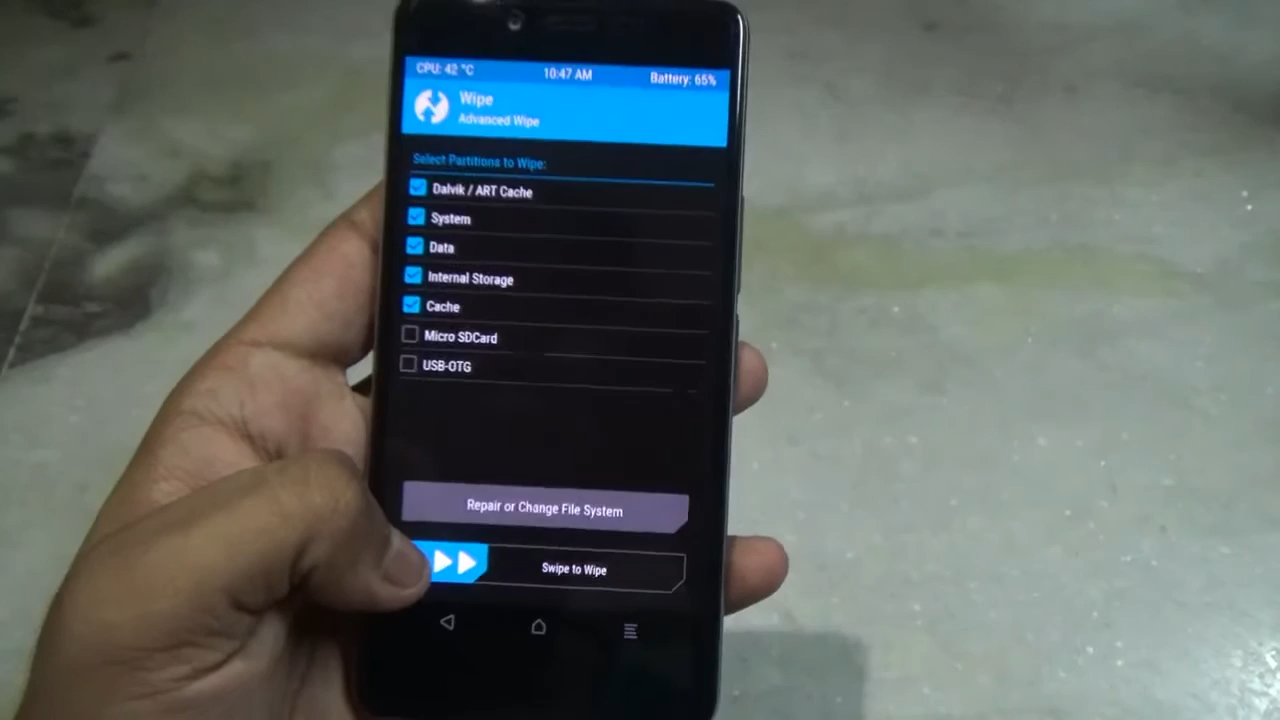 CPU: 42 °C 10:47 AM Battery: 65%
Wipe
Advanced Wipe
Select Partitions to Wipe:
Dalvik / ART Cache
System
Data
Internal Storage
Cache
Micro SDCard
USB-OTG
Repair or Change File System
Swipe to Wipe